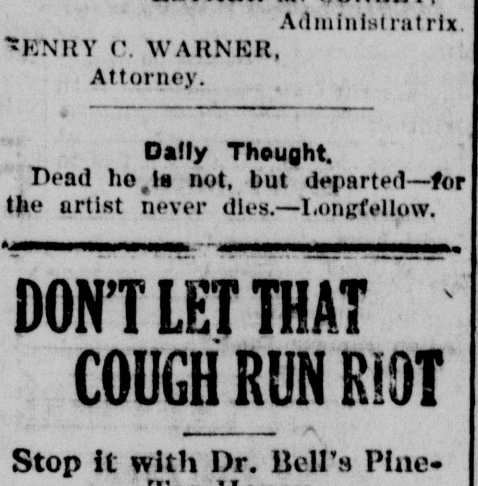 Administratrix.
HENRY C. WARNER,
Attorney.
Daily Thought.
Dead he is not, but departed—for
the artist never dies.—Longfellow.
DON'T LET THAT
COUGH RUN RIOT
Stop it with Dr. Bell's Pine-